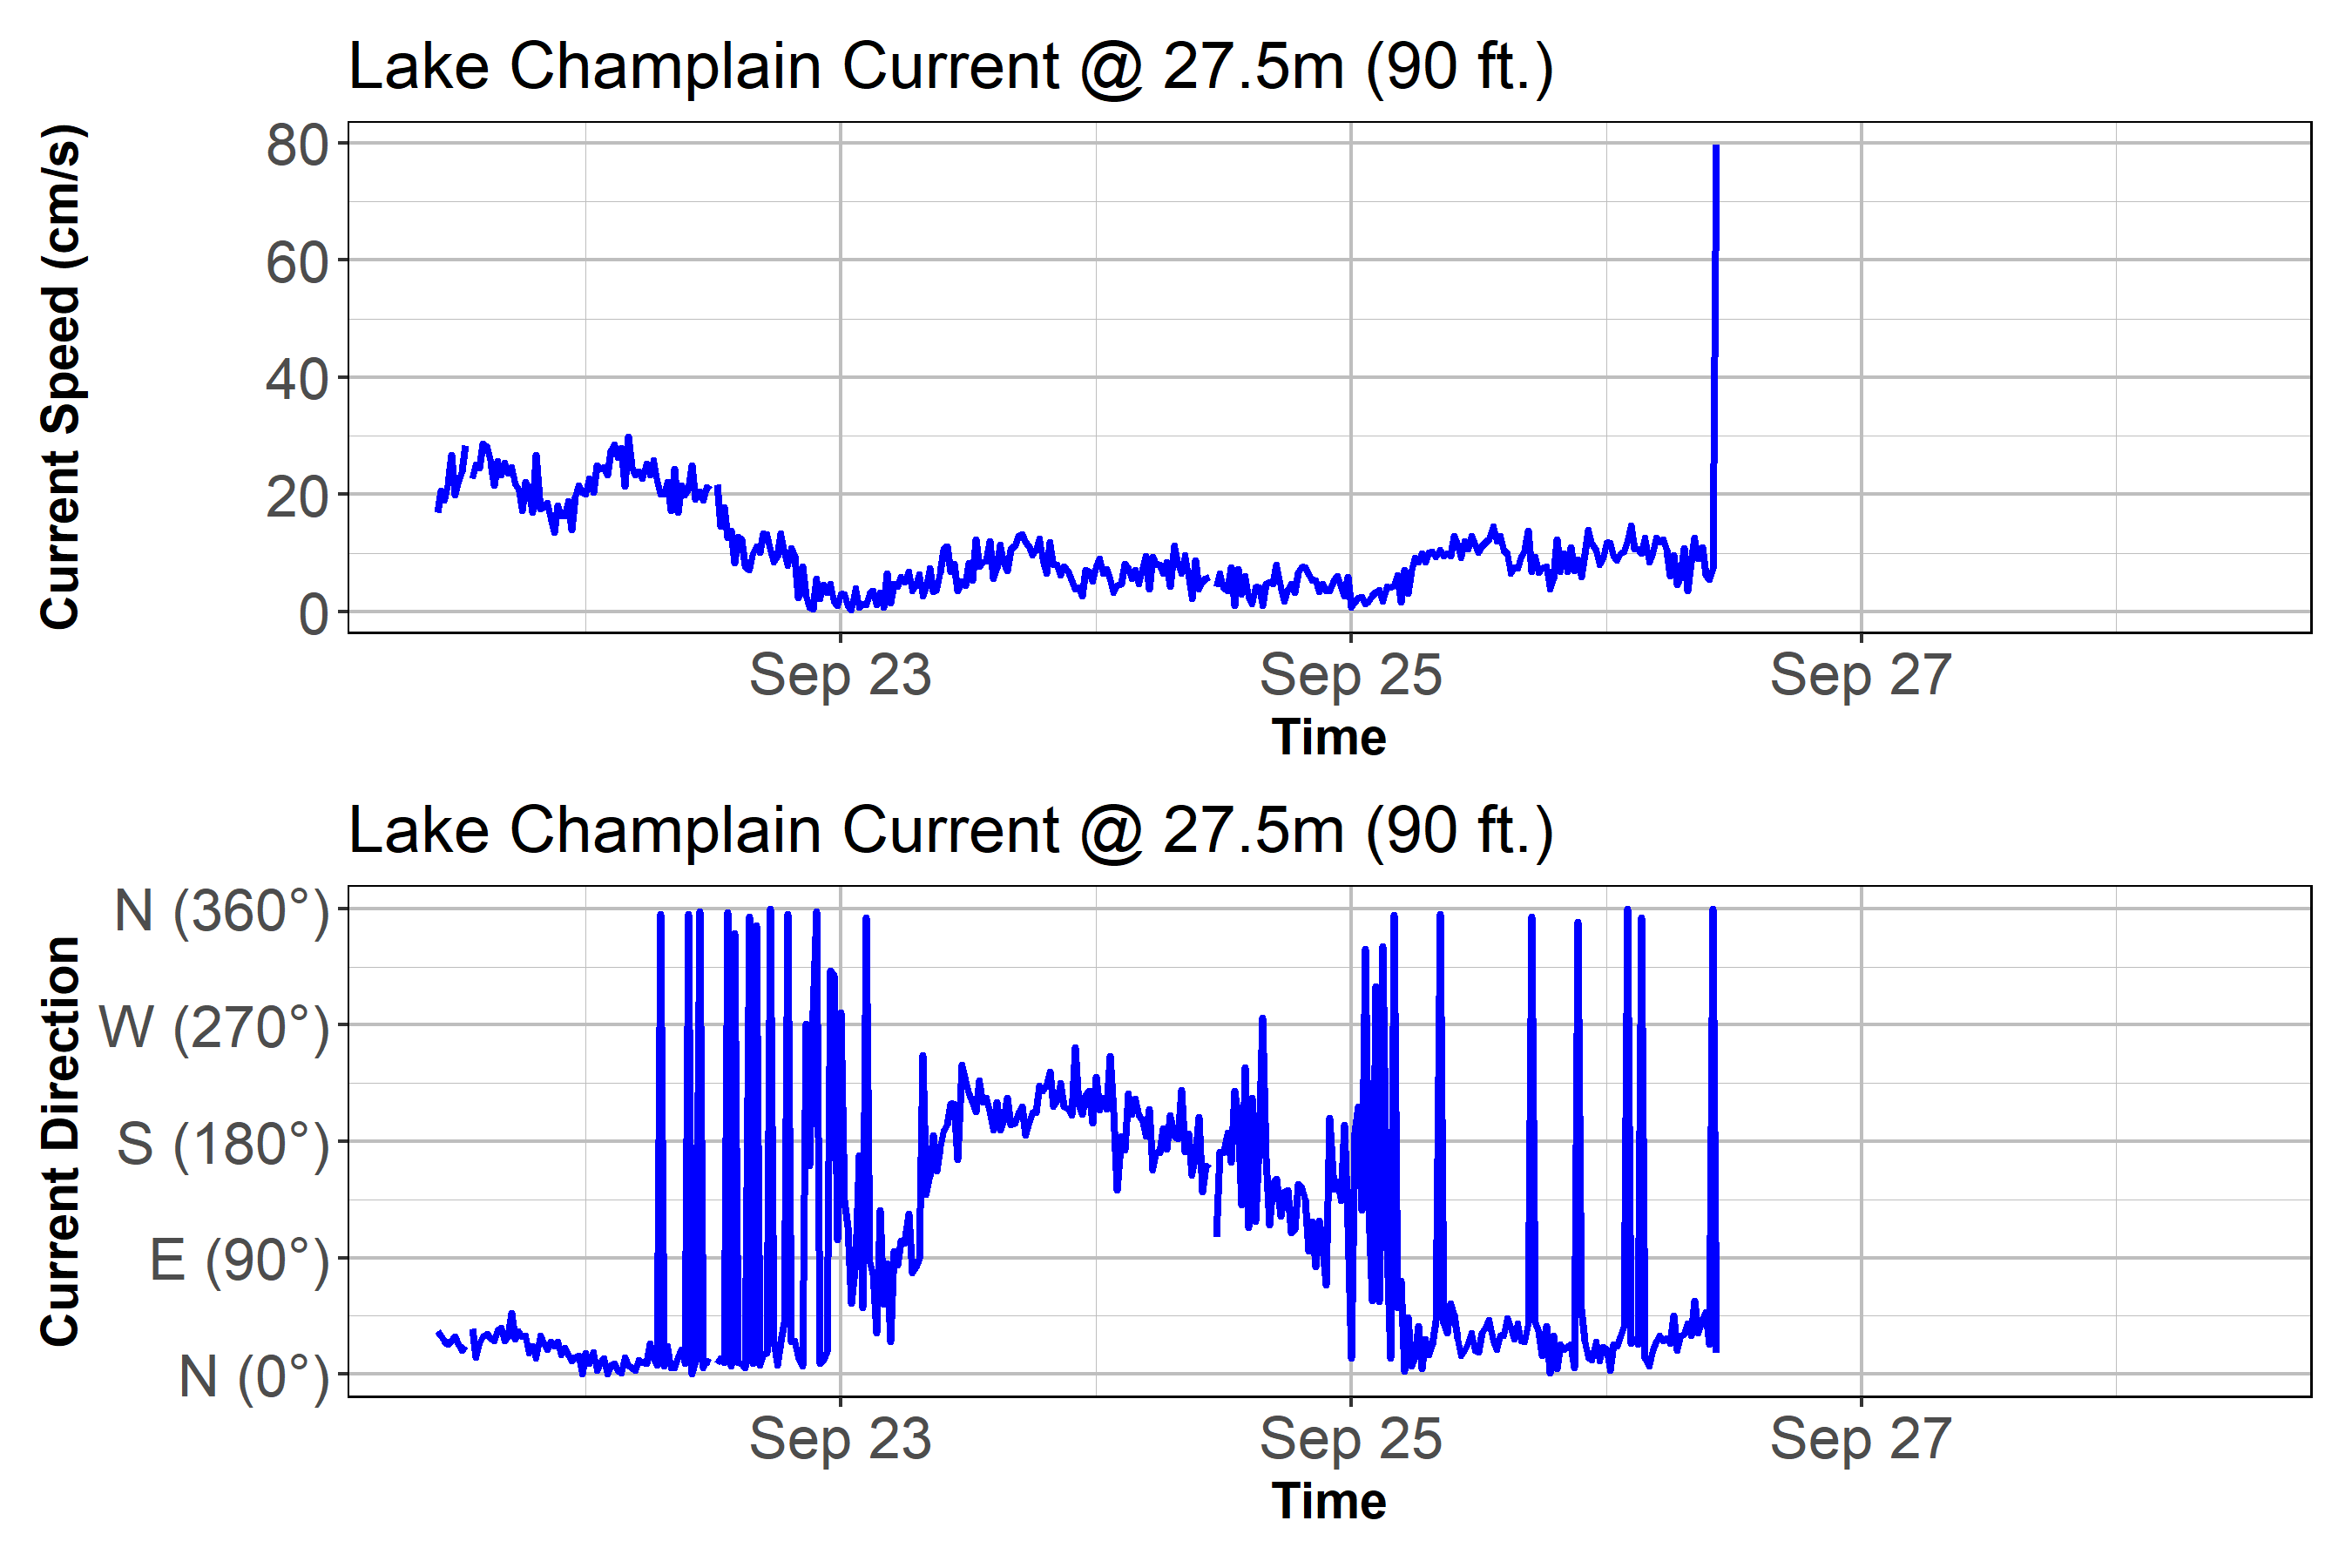 Lake Champlain Current @ 27.5m (90 ft.)
Current Speed (cm/s)
80
60
40
20
0
Sep 23
Sep 25
Sep 27
Time
Lake Champlain Current @ 27.5m (90 ft.)
Current Direction
N (360°)
W (270°)
S (180°)
E (90°)
N (0°)
Sep 23
Sep 25
Sep 27
Time